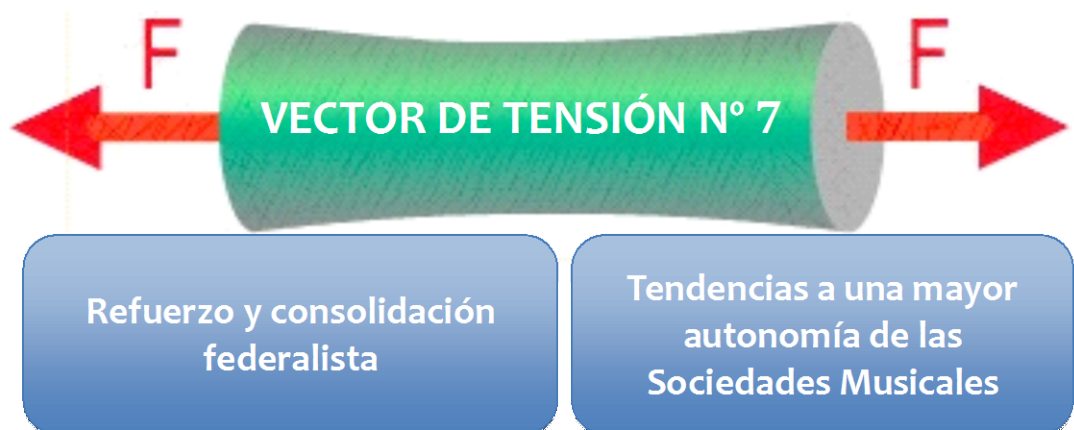 F
F
VECTOR DE TENSIÓN Nº 7
Refuerzo y consolidación
federalista
Tendencias a una mayor
autonomía de las
Sociedades Musicales